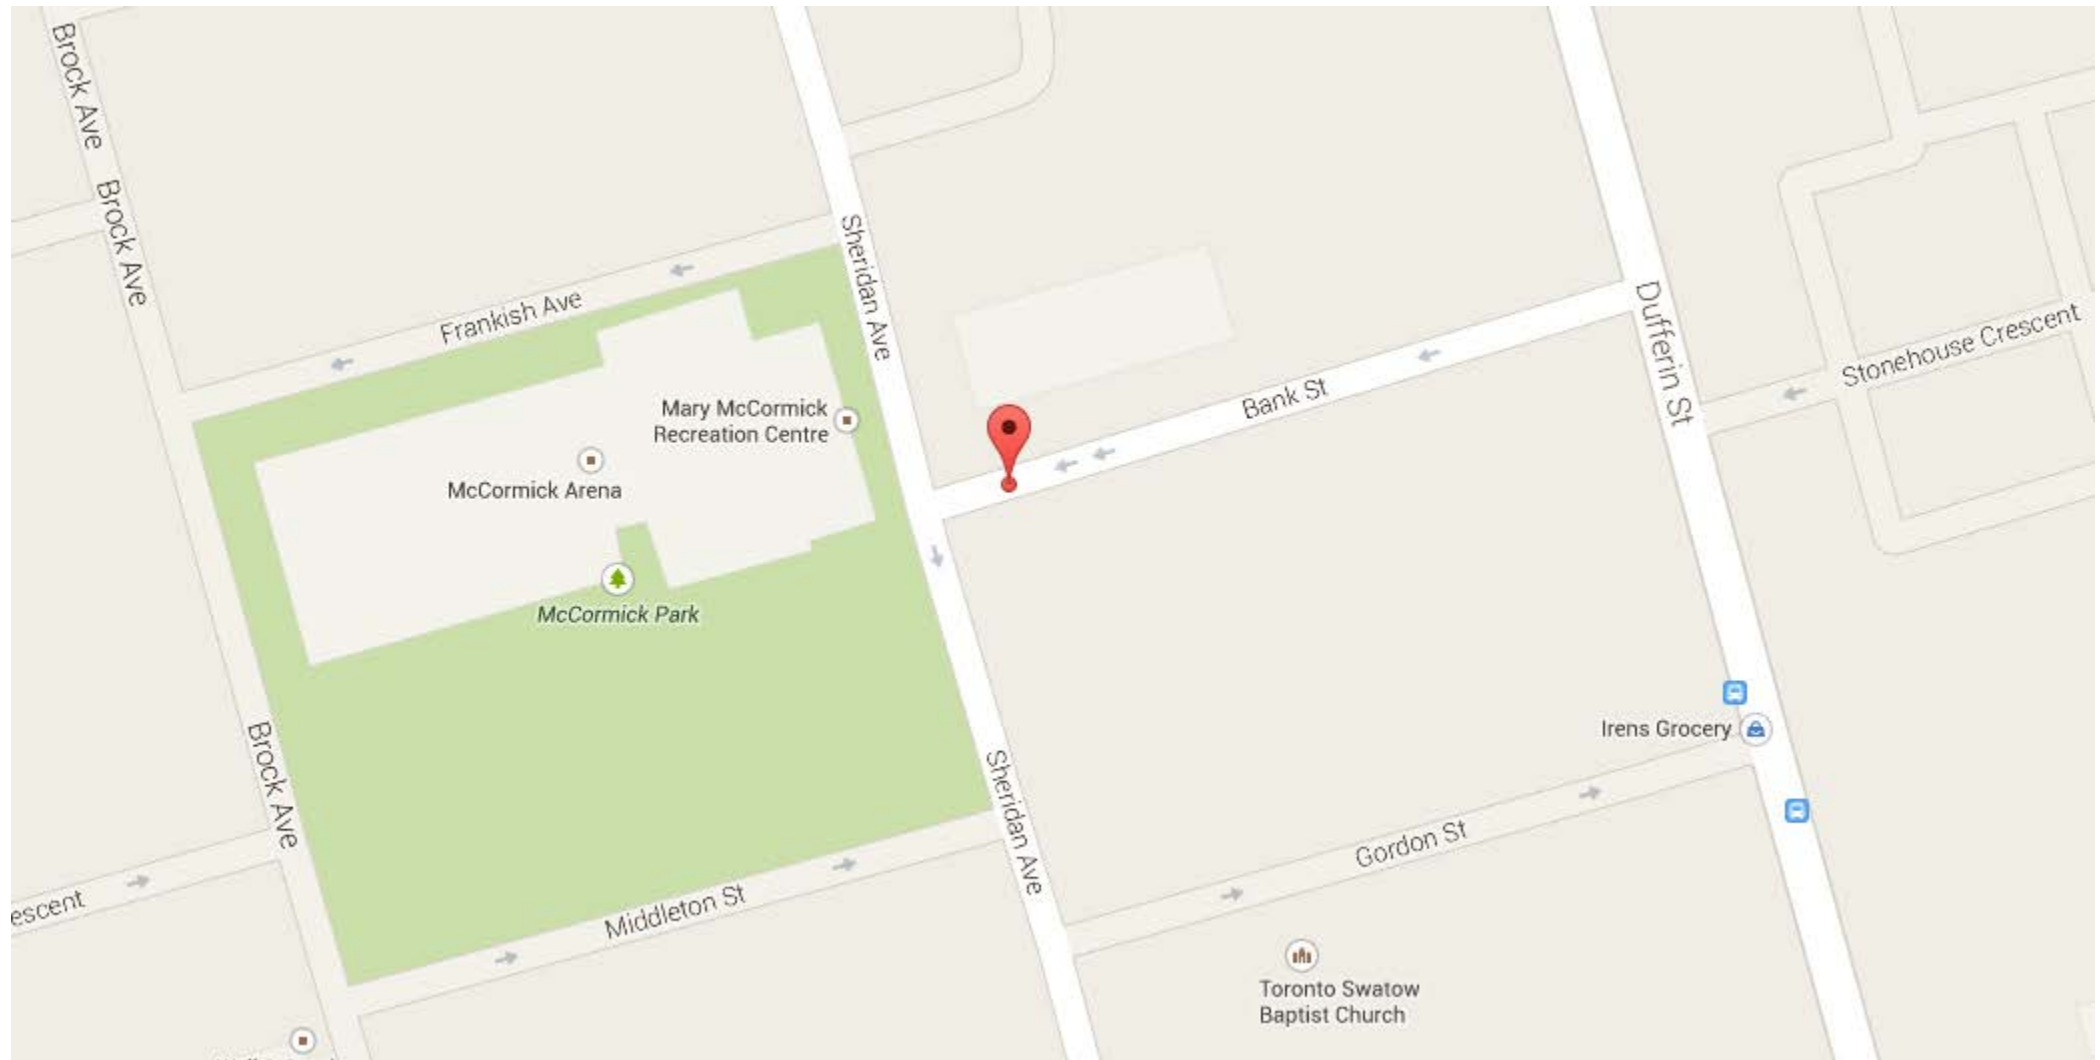 Brock Ave
Brock Ave
Sheridan Ave
Frankish Ave
Dufferin St
Stonehouse Crescent
Bank St
Mary McCormick
Recreation Centre
McCormick Arena
McCormick Park
Brock Ave
Sheridan Ave
Irens Grocery
Gordon St
escent
Middleton St
Toronto Swatow
Baptist Church